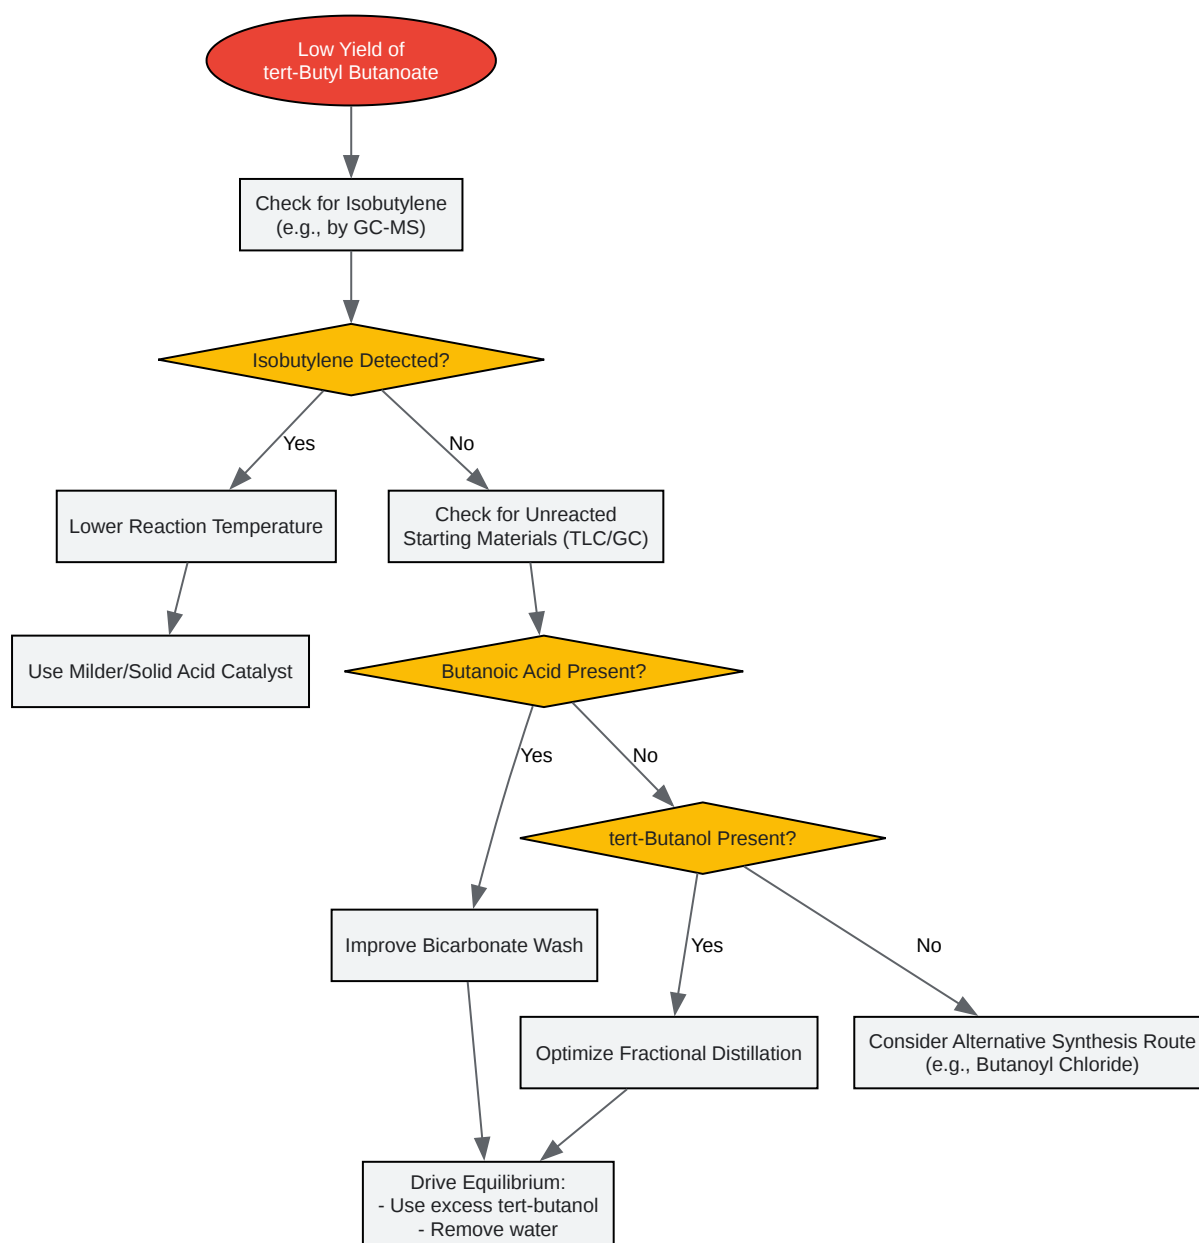 Low Yield of
tert-Butyl Butanoate
Check for Isobutylene
(e.g., by GC-MS)
Isobutylene Detected?
Yes
No
Lower Reaction Temperature
Check for Unreacted
Starting Materials (TLC/GC)
Use Milder/Solid Acid Catalyst
Butanoic Acid Present?
Yes
No
tert-Butanol Present?
Improve Bicarbonate Wash
Yes
No
Optimize Fractional Distillation
Consider Alternative Synthesis Route
(e.g., Butanoyl Chloride)
Drive Equilibrium:
- Use excess tert-butanol
- Remove water